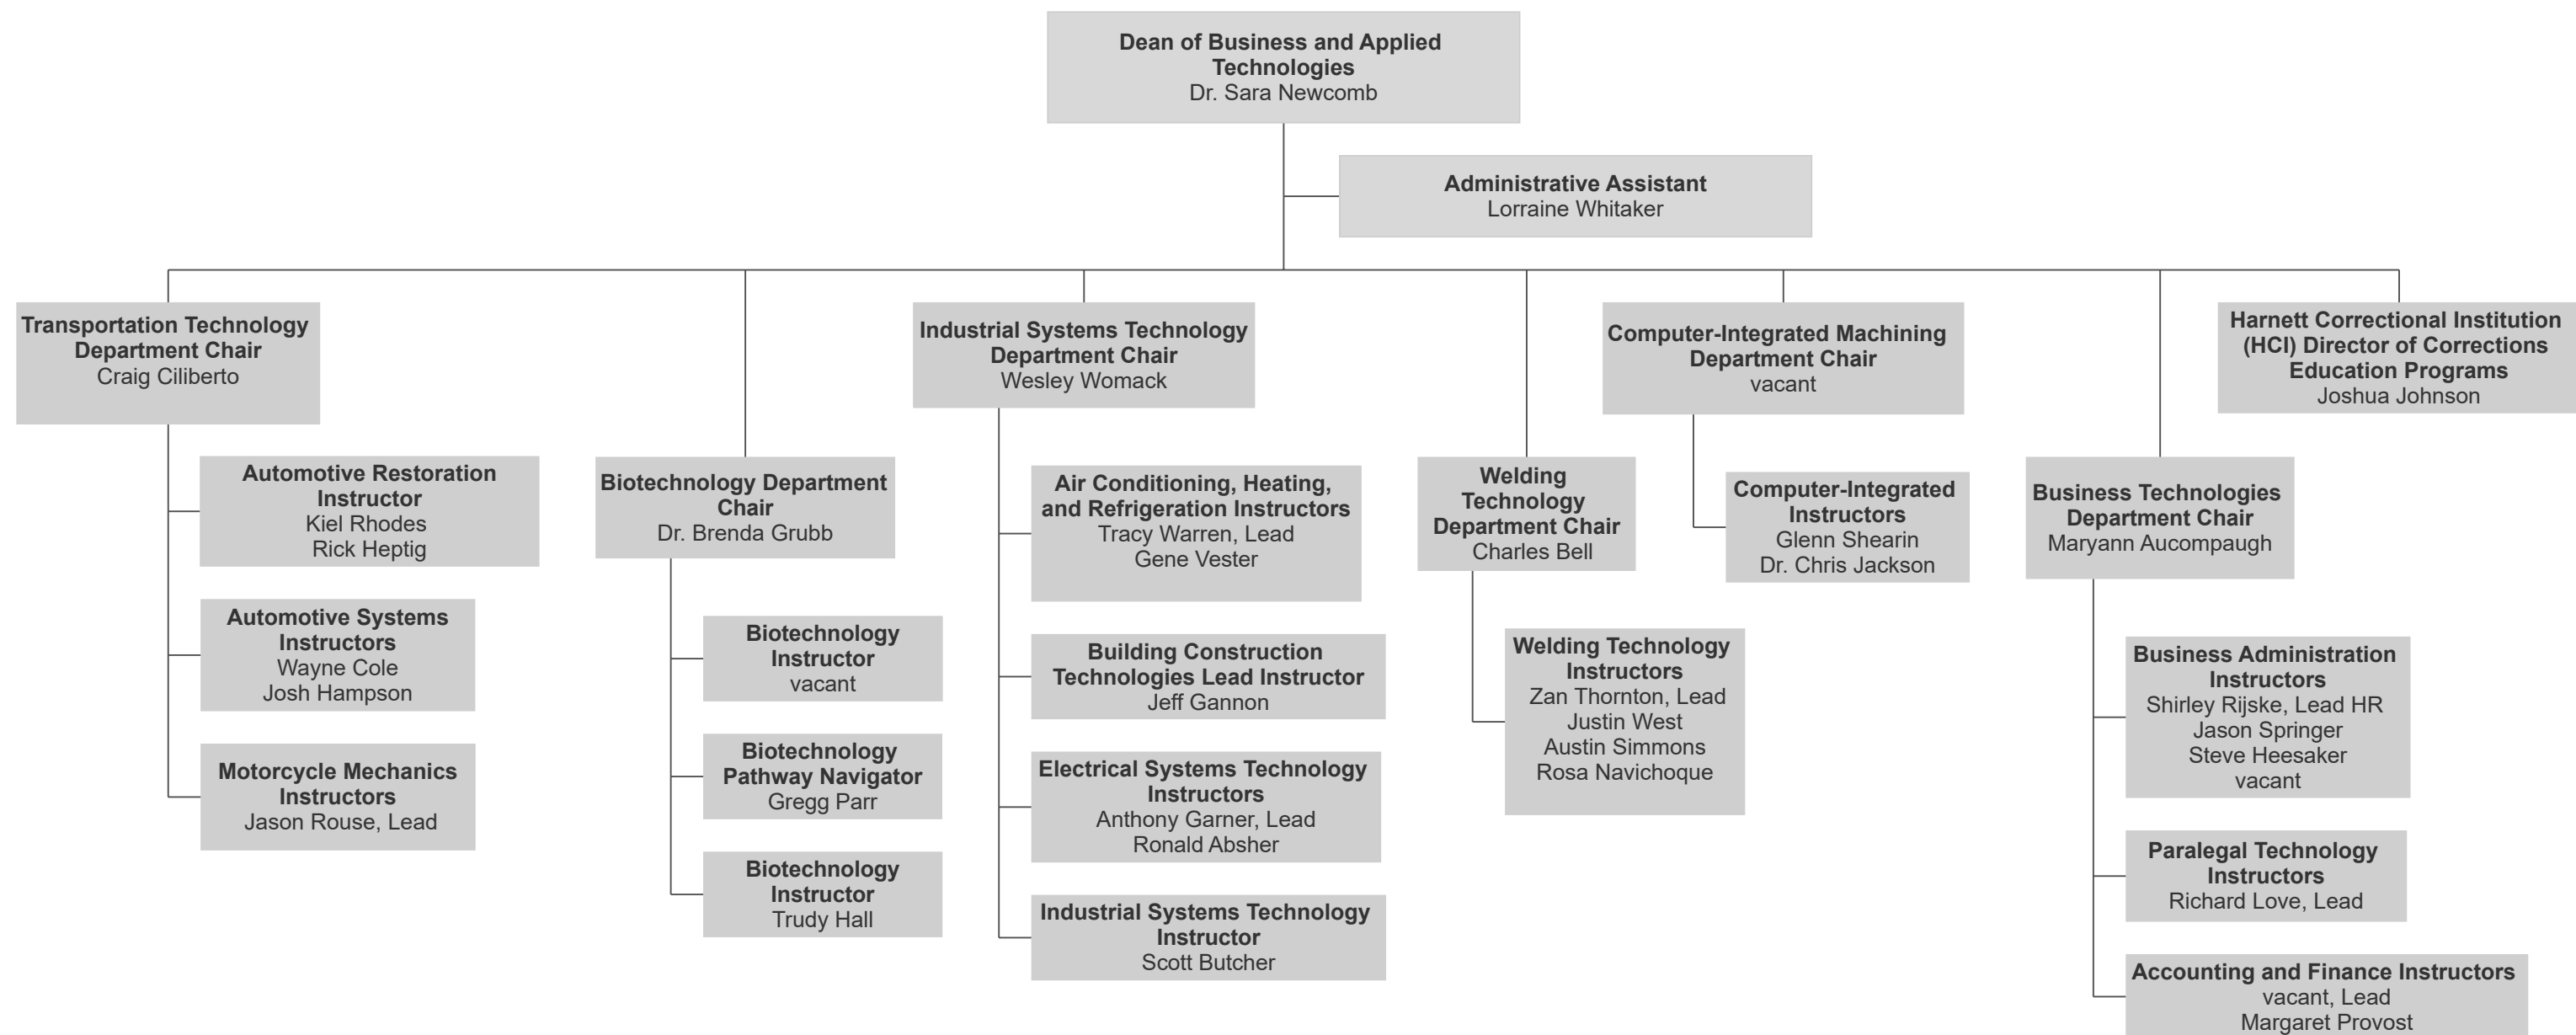 Dean of Business and Applied
Technologies
Dr. Sara Newcomb
Administrative Assistant
Lorraine Whitaker
Transportation Technology
Department Chair
Craig Ciliberto
Automotive Restoration
Instructor
Kiel Rhodes
Rick Heptig
Automotive Systems
Instructors
Wayne Cole
Josh Hampson
Motorcycle Mechanics
Instructors
Jason Rouse, Lead
Biotechnology Department
Chair
Dr. Brenda Grubb
Biotechnology
Instructor
vacant
Biotechnology
Pathway Navigator
Gregg Parr
Biotechnology
Instructor
Trudy Hall
Industrial Systems Technology
Department Chair
Wesley Womack
Air Conditioning, Heating,
and Refrigeration Instructors
Tracy Warren, Lead
Gene Vester
Building Construction
Technologies Lead Instructor
Jeff Gannon
Electrical Systems Technology
Instructors
Anthony Garner, Lead
Ronald Absher
Industrial Systems Technology
Instructor
Scott Butcher
Welding
Technology
Department Chair
Charles Bell
Welding Technology
Instructors
Zan Thornton, Lead
Justin West
Austin Simmons
Rosa Navichoque
Computer-Integrated Machining
Department Chair
vacant
Computer-Integrated
Instructors
Glenn Shearin
Dr. Chris Jackson
Business Technologies
Department Chair
Maryann Aucompaugh
Business Administration
Instructors
Shirley Rijske, Lead HR
Jason Springer
Steve Heesaker
vacant
Paralegal Technology
Instructors
Richard Love, Lead
Accounting and Finance Instructors
vacant, Lead
Margaret Provost
Harnett Correctional Institution
(HCI) Director of Corrections
Education Programs
Joshua Johnson